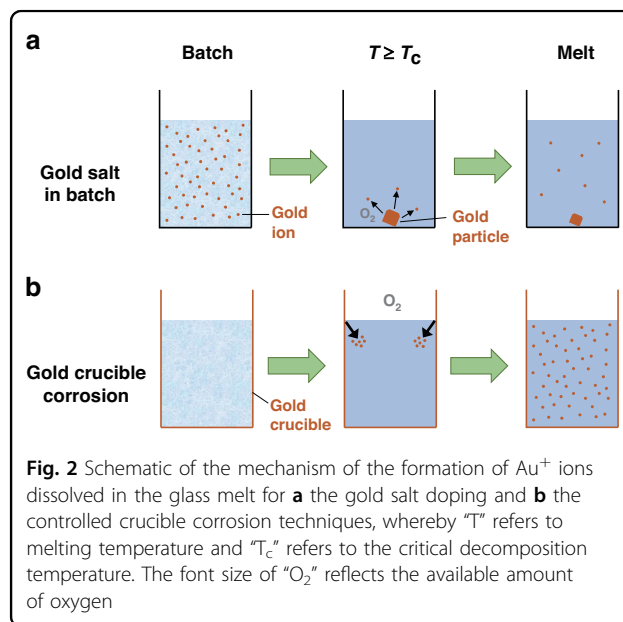 a
Batch
T ≥ Tc
Melt
Gold salt
in batch
Gold
ion
O₂
Gold
particle
b
O₂
Gold crucible
corrosion
Gold
crucible
Fig. 2 Schematic of the mechanism of the formation of Au⁺ ions
dissolved in the glass melt for a the gold salt doping and b the
controlled crucible corrosion techniques, whereby “T” refers to
melting temperature and “Tc” refers to the critical decomposition
temperature. The font size of “O₂” reflects the available amount
of oxygen